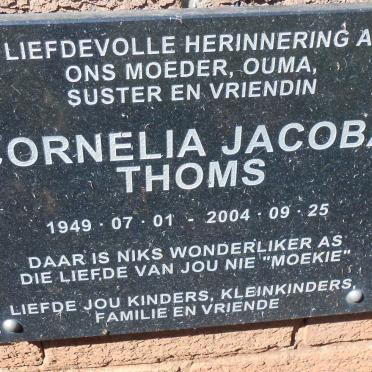 LIEFDEVOLLE HERINNERING A
ONS MOEDER, OUMA,
SUSTER EN VRIENDIN
CORNELIA JACOBA
THOMS
1949 · 07 · 01 - 2004 · 09 · 25
DAAR IS NIKS WONDERLIKER AS
DIE LIEFDE VAN JOU NIE "MOEKIE"
LIEFDE JOU KINDERS, KLEINKINDERS,
FAMILIE EN VRIENDE